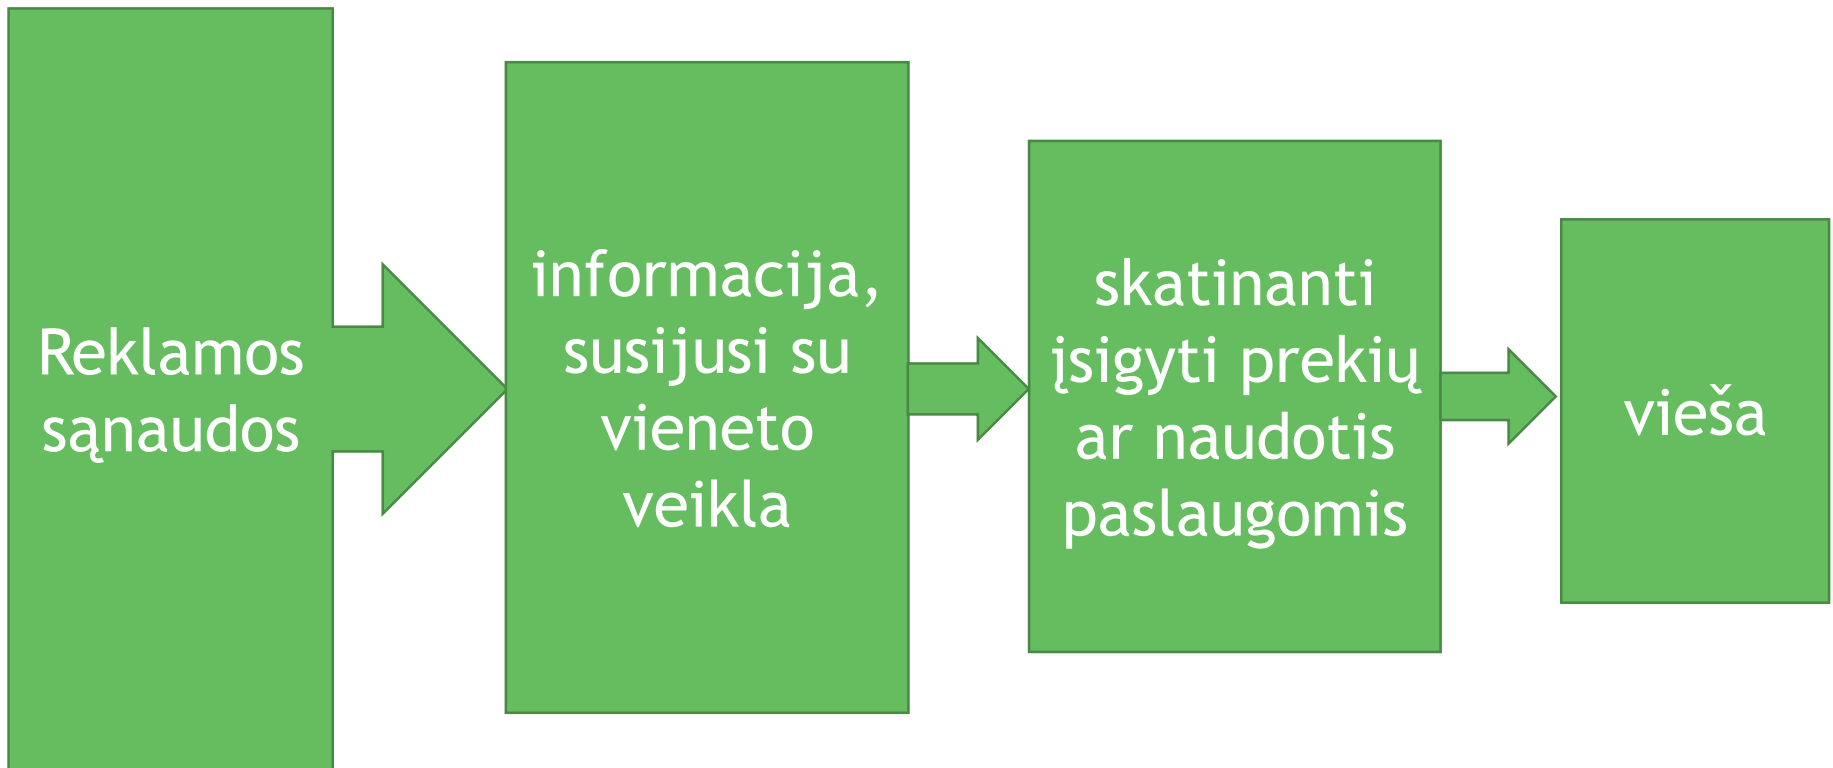 Reklamos
sąnaudos
informacija,
susijusi su
vieneto
veikla
skatinanti
įsigyti prekių
ar naudotis
paslaugomis
vieša